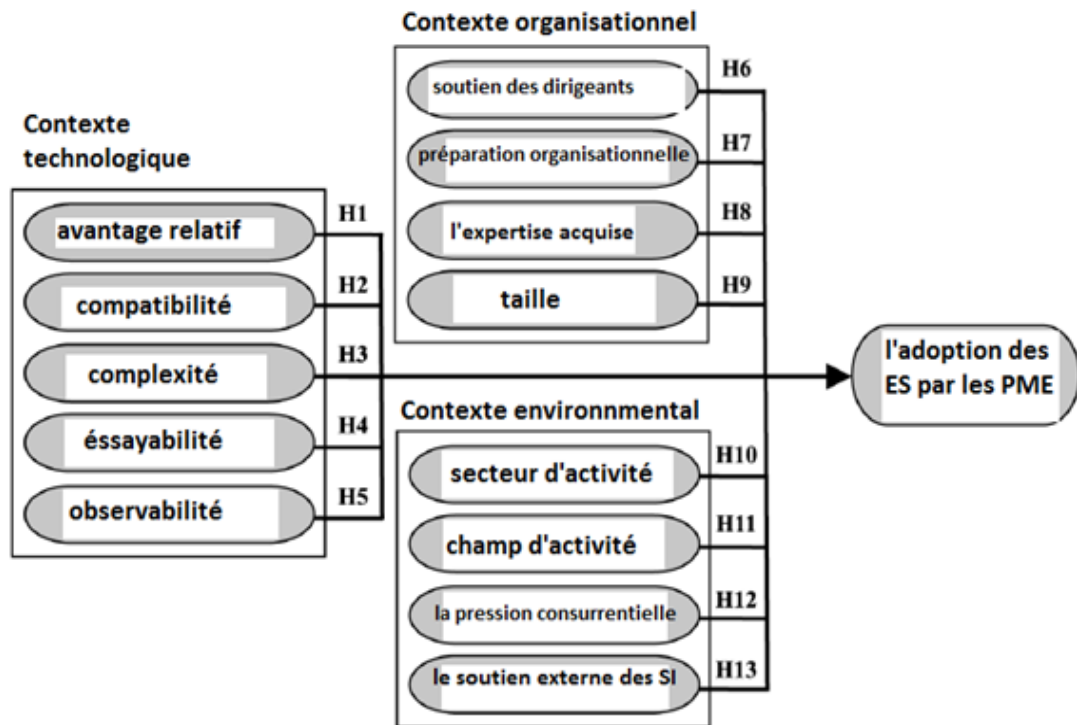 Contexte organisationnel
soutien des dirigeants
H6
préparation organisationnelle
H7
l'expertise acquise
H8
taille
H9
Contexte
technologique
avantage relatif
H1
compatibilité
H2
complexité
H3
éssayabilité
H4
observabilité
H5
Contexte environnmental
secteur d'activité
H10
champ d'activité
H11
la pression consurrentielle
H12
le soutien externe des SI
H13
l'adoption des
ES par les PME